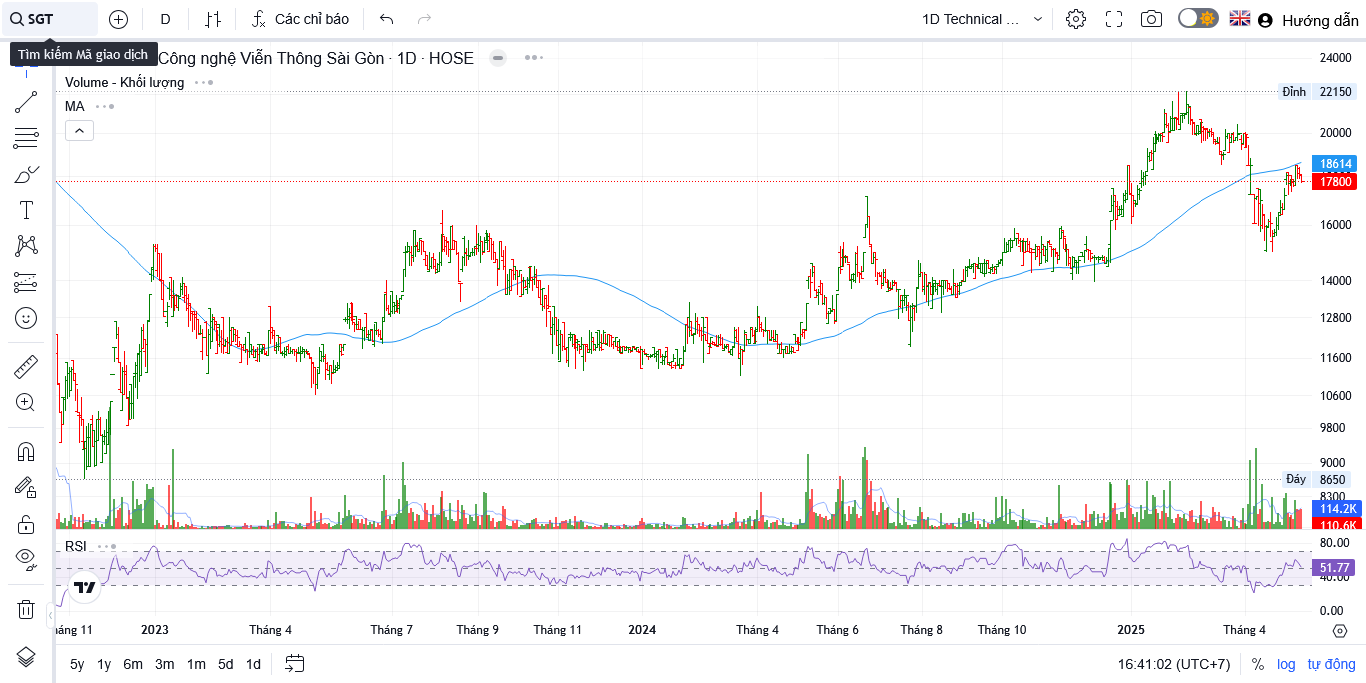 SGT
D
Các chỉ báo
1D Technical ...
Hướng dẫn
Tìm kiếm Mã giao dịch
Công nghệ Viễn Thông Sài Gòn · 1D · HOSE
Volume - Khối lượng
MA
24000
Đỉnh 22150
20000
18614
17800
16000
14000
12800
11600
10600
9800
9000
Đáy 8650
8300
114.2K
110.6K
RSI
80.00
51.77
40.00
0.00
háng 11 2023 Tháng 4 Tháng 7 Tháng 9 Tháng 11 2024 Tháng 4 Tháng 6 Tháng 8 Tháng 10 2025 Tháng 4
5y 1y 6m 3m 1m 5d 1d
16:41:02 (UTC+7) % log tự động